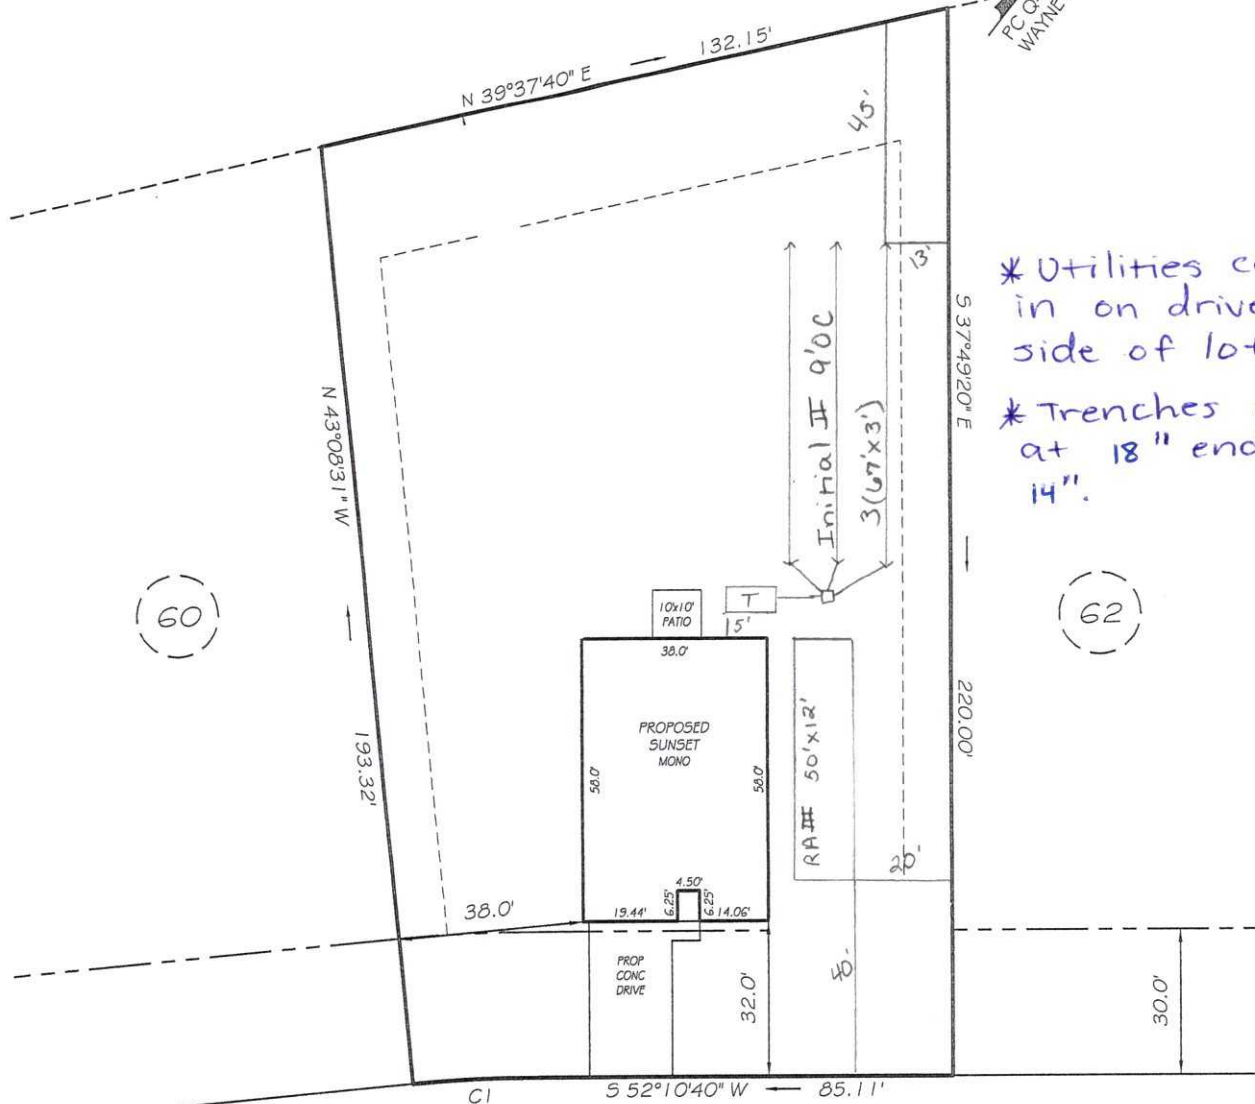 PC Q-
WAYNE
132.15'
N 39°37'40" E
45'
13'
* Utilities
in on
side of lot
* Trenches
at 18"
14".
S 37°49'20" E
Initial II 9'OC
3(67'x3')
N 43°08'31" W
60
62
10x10'
PATIO
T
15'
38.0'
PROPOSED
SUNSET
MONO
58.0'
58.0'
RA II 50'x12'
220.00'
193.32'
20'
4.50'
6.25'
6.25'
19.44'
14.06'
38.0'
PROP
CONC
DRIVE
32.0'
40'
30.0'
C1
S 52°10'40" W
85.11'